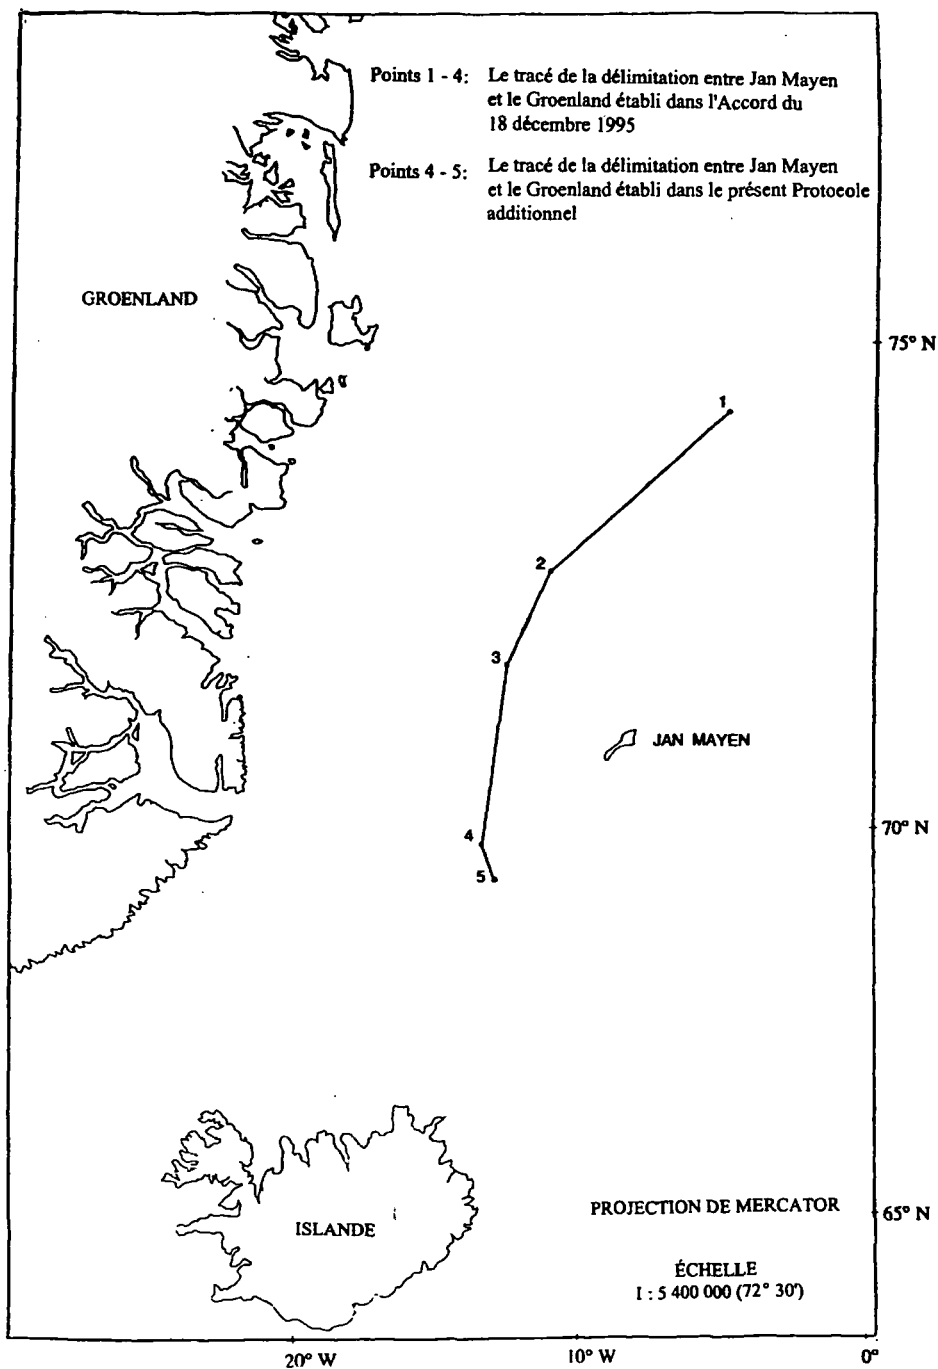 Points 1 - 4: Le tracé de la délimitation entre Jan Mayen
et le Groenland établi dans l'Accord du
18 décembre 1995
Points 4 - 5: Le tracé de la délimitation entre Jan Mayen
et le Groenland établi dans le présent Protocole
additionnel
GROENLAND
75° N
1
2
3
JAN MAYEN
70° N
4
5
PROJECTION DE MERCATOR
65° N
ISLANDE
ÉCHELLE
1 : 5 400 000 (72° 30')
20° W
10° W
0°